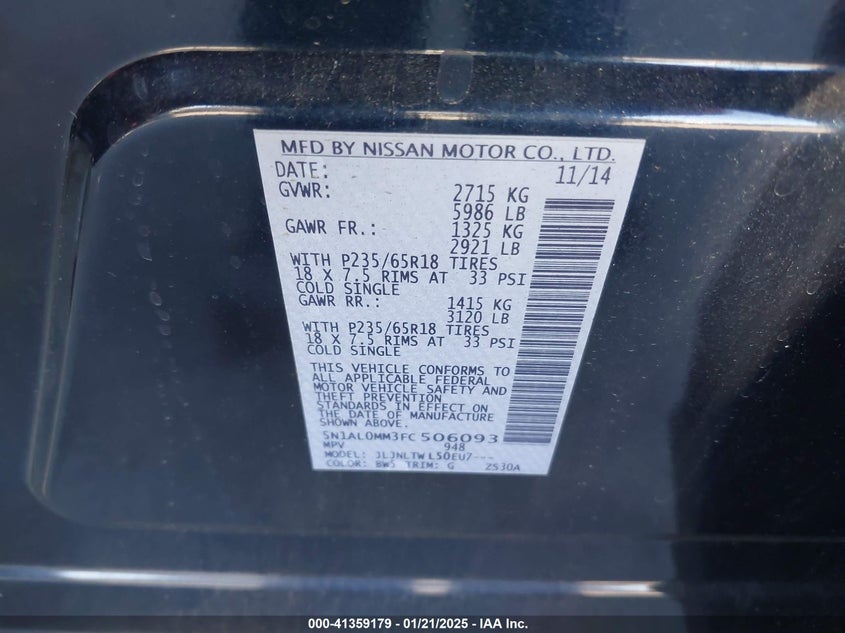 MFD BY NISSAN MOTOR CO., LTD.
DATE: 11/14
GVWR: 2715 KG
5986 LB
GAWR FR.: 1325 KG
2921 LB
WITH P235/65R18 TIRES
18 X 7.5 RIMS AT 33 PSI
COLD SINGLE
GAWR RR.: 1415 KG
3120 LB
WITH P235/65R18 TIRES
18 X 7.5 RIMS AT 33 PSI
COLD SINGLE
THIS VEHICLE CONFORMS TO
ALL APPLICABLE FEDERAL
MOTOR VEHICLE SAFETY AND
THEFT PREVENTION
STANDARDS IN EFFECT ON
THE DATE OF MANUFACTURE
SHOWN ABOVE.
5N1AL0MM3FC506093
MPV 948
MODEL: JLJNLTW L50EU7---
COLOR: BW5 TRIM: G ZS30A
000-41359179 — 01/21/2025 — IAA Inc.